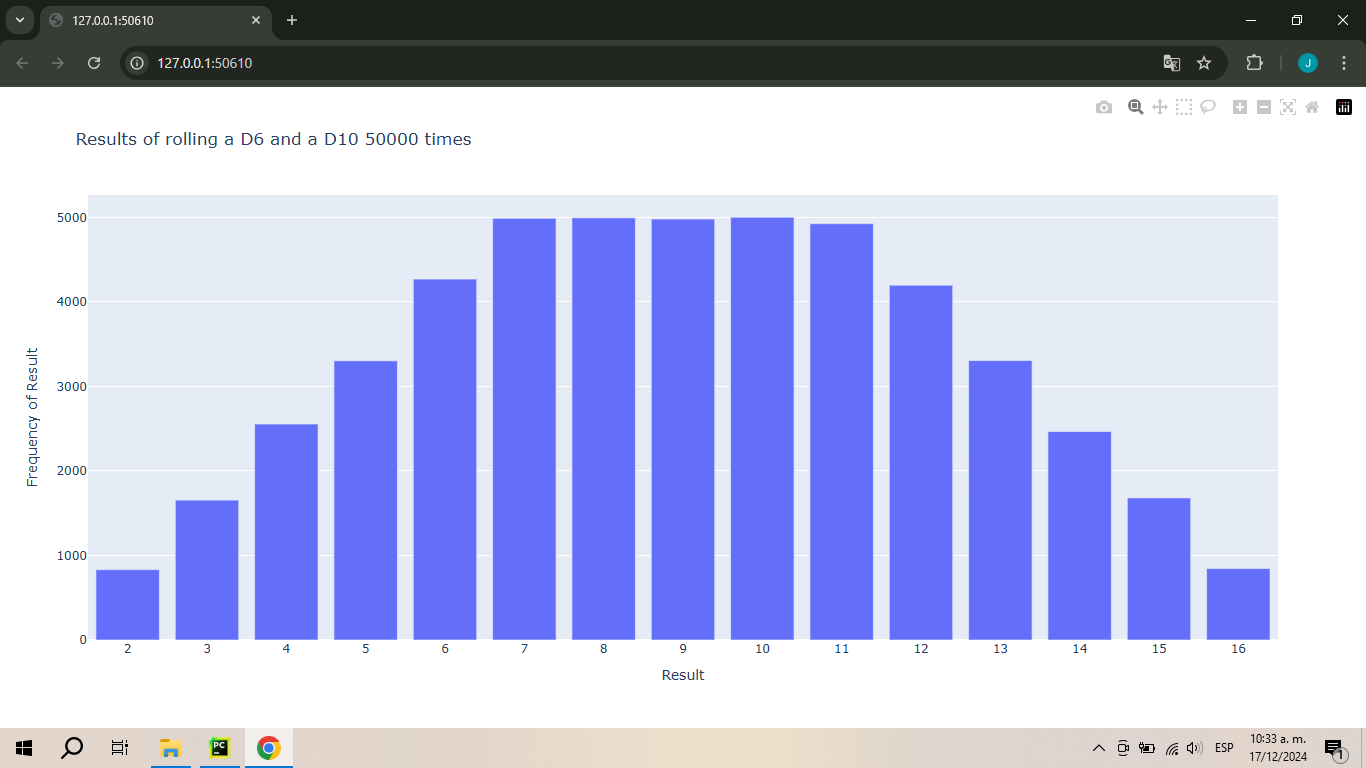 127.0.0.1:50610
127.0.0.1:50610
J
Results of rolling a D6 and a D10 50000 times
5000
4000
3000
2000
1000
0
Frequency of Result
2 3 4 5 6 7 8 9 10 11 12 13 14 15 16
Result
PC
ESP
10:33 a. m.
17/12/2024
1